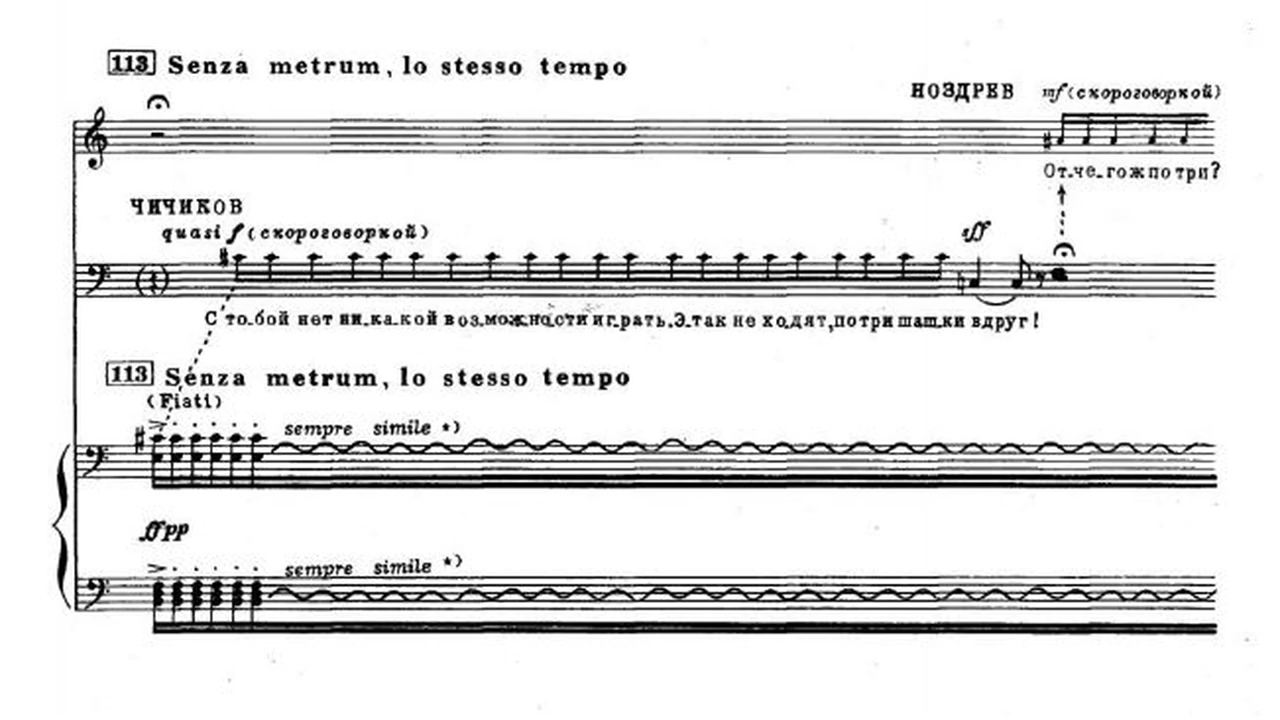 113 Senza metrum, lo stesso tempo
НОЗДРЕВ mf (скороговоркой)
От-че-гож по три?
ЧИЧИКОВ
quasi f (скороговоркой)
sff
С то-бой нет ни-ка-кой воз-мож-но-сти иг-рать. Э-так не хо-дят, по три шаш-ки вдруг!
113 Senza metrum, lo stesso tempo
(Fiati)
sempre simile *)
ffpp
sempre simile *)